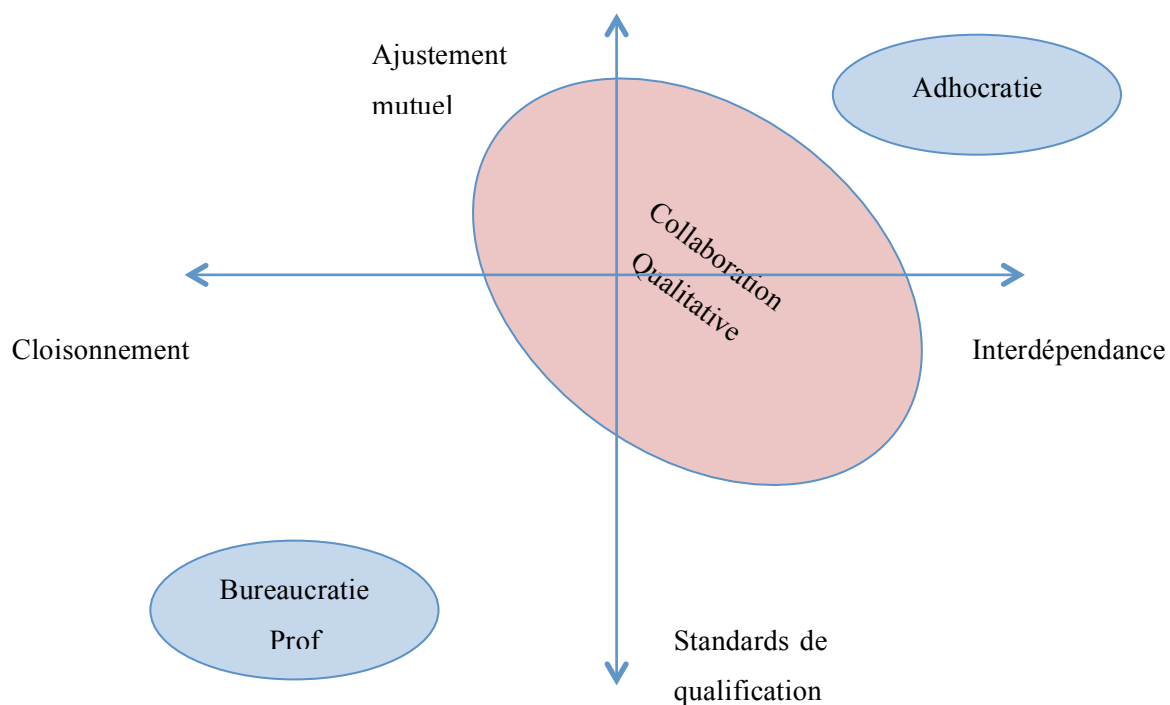 Ajustement
mutuel
Adhocratie
Collaboration
Qualitative
Cloisonnement
Interdépendance
Bureaucratie
Prof
Standards de
qualification